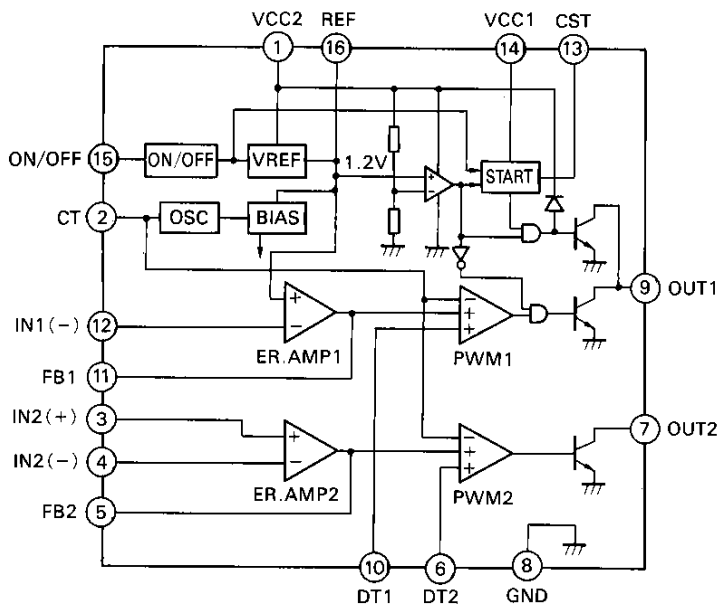 VCC2 REF VCC1 CST
1 16 14 13
ON/OFF 15 ON/OFF VREF 1.2V + − START
CT 2 OSC BIAS
9 OUT1
IN1(−) 12 + − ER.AMP1 − + + PWM1
FB1 11
IN2(+) 3
7 OUT2
IN2(−) 4 + − ER.AMP2 − + + PWM2
FB2 5
10 6 8
DT1 DT2 GND